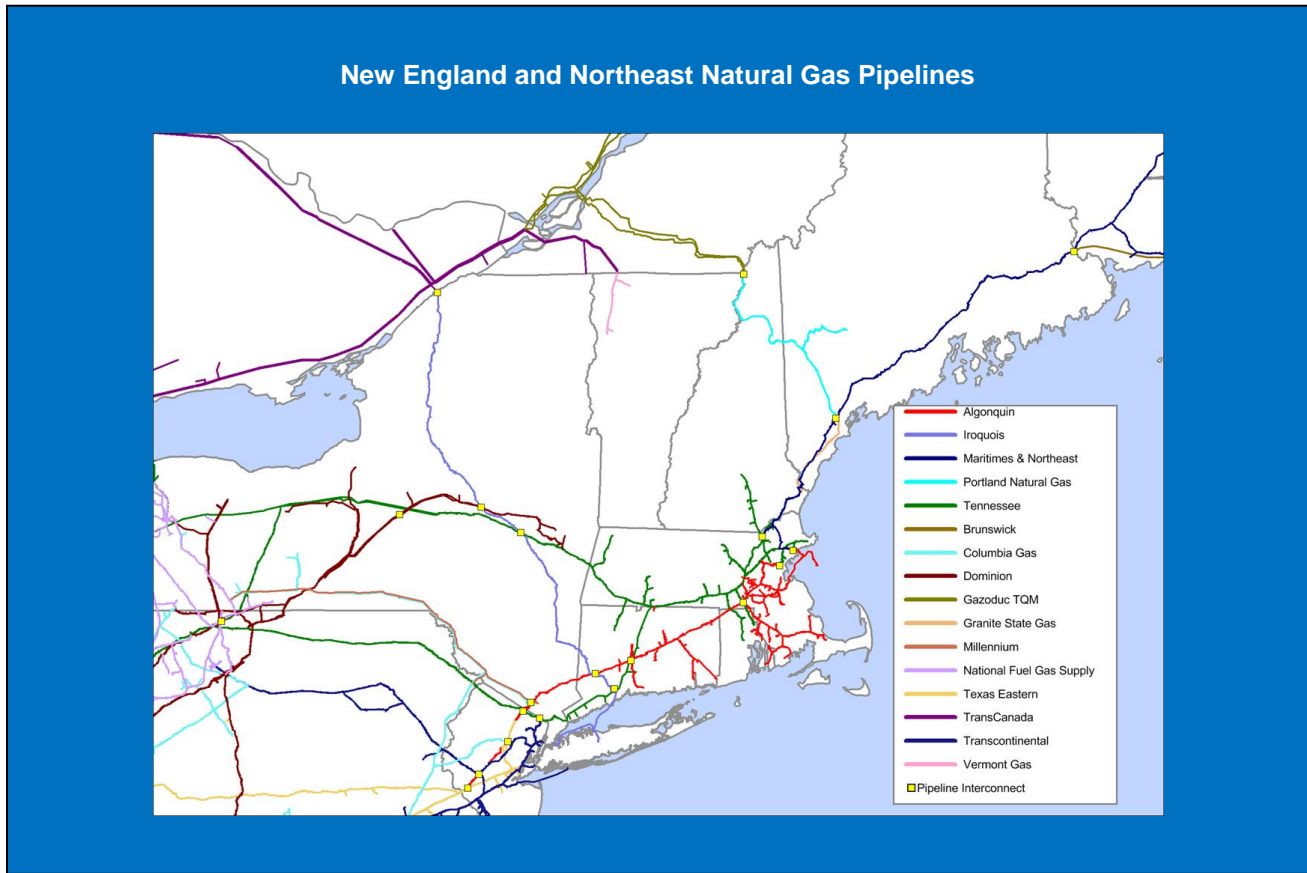 New England and Northeast Natural Gas Pipelines
Algonquin
Iroquois
Maritimes & Northeast
Portland Natural Gas
Tennessee
Brunswick
Columbia Gas
Dominion
Gazoduc TQM
Granite State Gas
Millennium
National Fuel Gas Supply
Texas Eastern
TransCanada
Transcontinental
Vermont Gas
Pipeline Interconnect